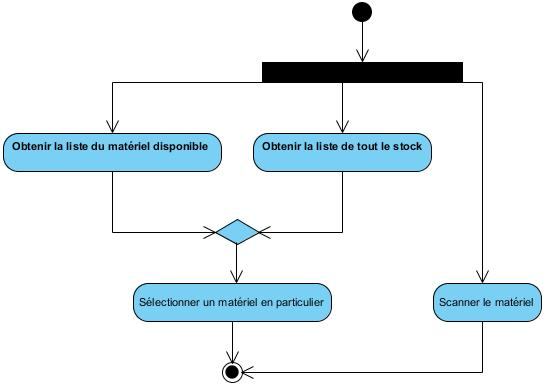 Obtenir la liste du matériel disponible
Obtenir la liste de tout le stock
Sélectionner un matériel en particulier
Scanner le matériel